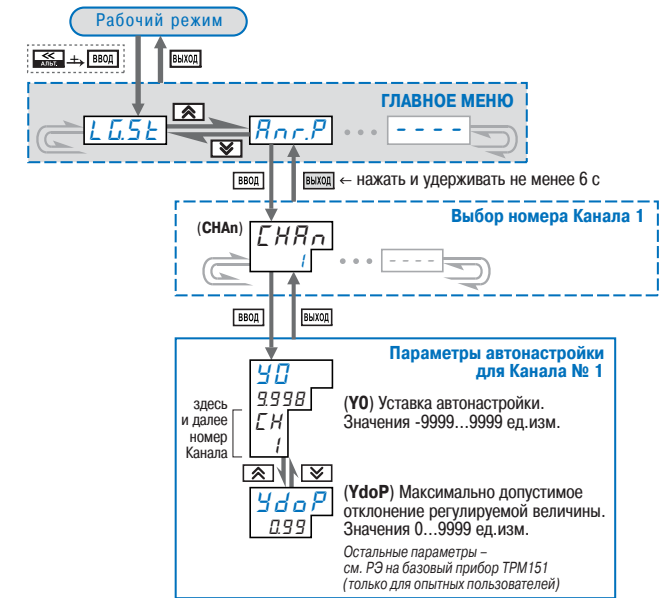 Рабочий режим
АЛЬТ. + ВВОД
ВЫХОД
ГЛАВНОЕ МЕНЮ
LG.St
Anr.P
- - - -
ВВОД
ВЫХОД ← нажать и удерживать не менее 6 с
Выбор номера Канала 1
(CHAn)
CHAn
1
- - - -
ВВОД
ВЫХОД
Параметры автонастройки
для Канала № 1
Y0
9.998
CH
1
здесь
и далее
номер
Канала
(Y0) Уставка автонастройки.
Значения -9999...9999 ед.изм.
YdoP
0.99
(YdoP) Максимально допустимое
отклонение регулируемой величины.
Значения 0...9999 ед.изм.
Остальные параметры –
см. РЭ на базовый прибор ТРМ151
(только для опытных пользователей)